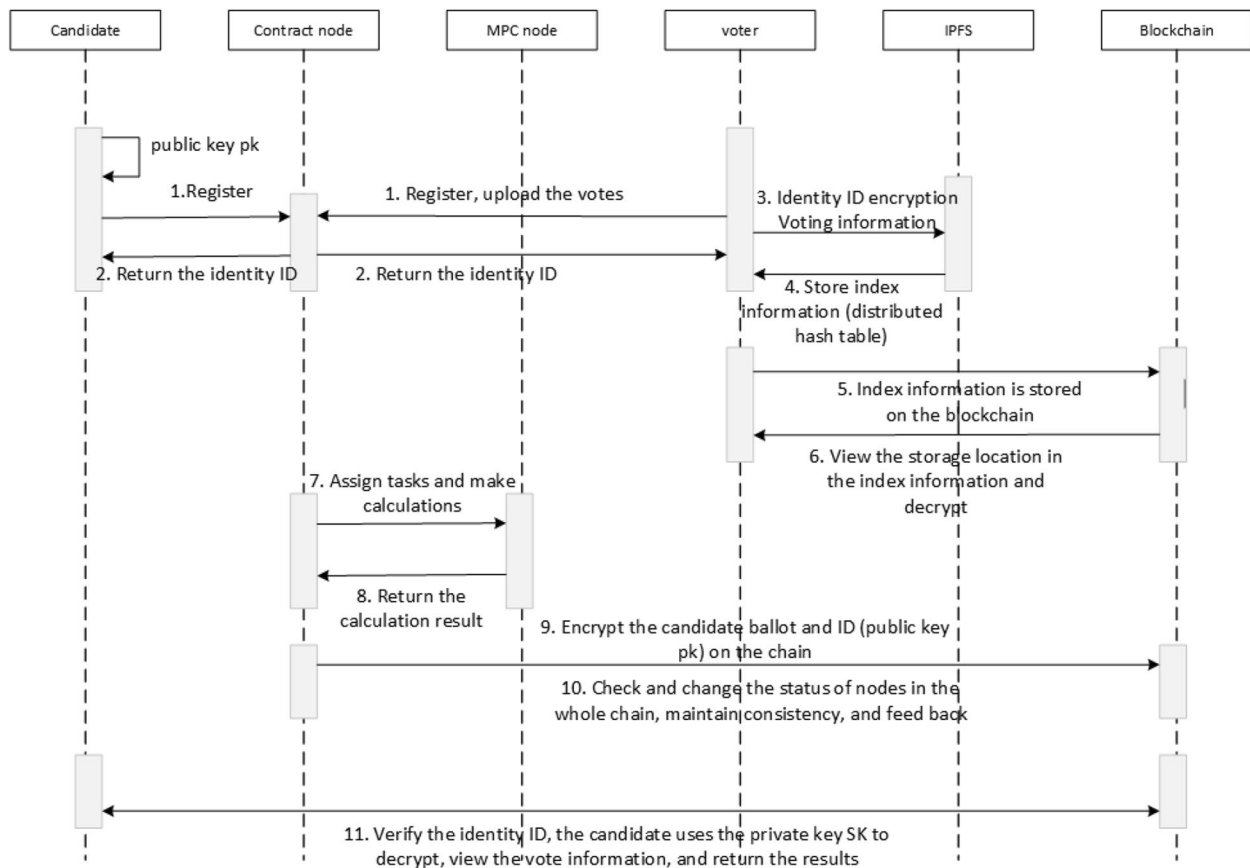 Candidate
Contract node
MPC node
voter
IPFS
Blockchain
public key pk
1.Register
1. Register, upload the votes
3. Identity ID encryption
Voting information
2. Return the identity ID
2. Return the identity ID
4. Store index
information (distributed
hash table)
5. Index information is stored
on the blockchain
6. View the storage location in
the index information and
decrypt
7. Assign tasks and make
calculations
8. Return the
calculation result
9. Encrypt the candidate ballot and ID (public key
pk) on the chain
10. Check and change the status of nodes in the
whole chain, maintain consistency, and feed back
11. Verify the identity ID, the candidate uses the private key SK to
decrypt, view the vote information, and return the results